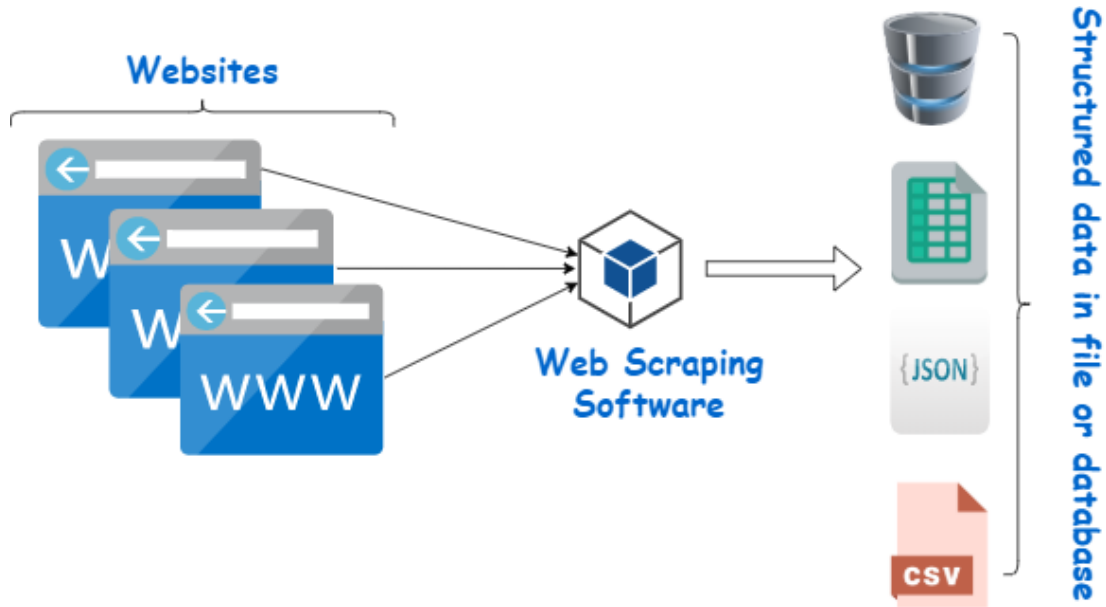 Websites
W
W
WWW
Web Scraping
Software
{JSON}
CSV
Structured data in file or database